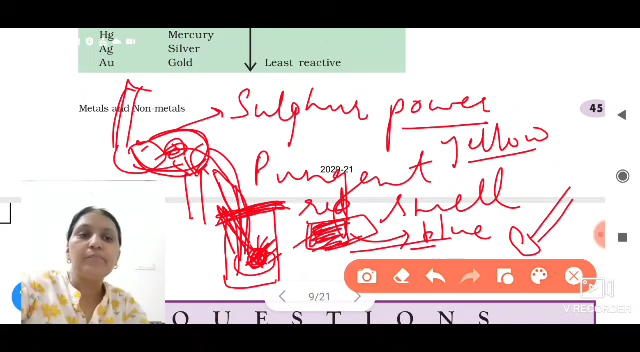 Hg Mercury
Ag Silver
Au Gold Least reactive
Metals and Non-metals 45
Sulphur power
yellow
2020-21
Pungent
red smell
blue
9/21
V RECORDER
QUESTIONS